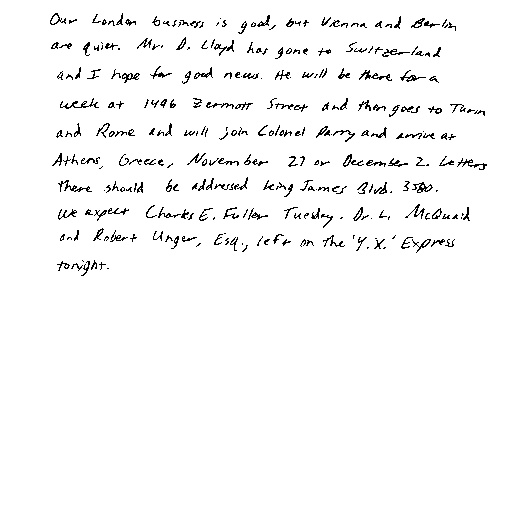 Our London business is good, but Vienna and Berlin
are quiet. Mr. D. Lloyd has gone to Switzerland
and I hope for good news. He will be there for a
week at 1496 Zermott Street and then goes to Turin
and Rome and will join Colonel Parry and arrive at
Athens, Greece, November 27 or December 2. Letters
there should be addressed King James Blvd. 3580.
We expect Charles E. Fuller Tuesday. Dr. L. McQuaid
and Robert Unger, Esq., left on the 'Y.X.' Express
tonight.